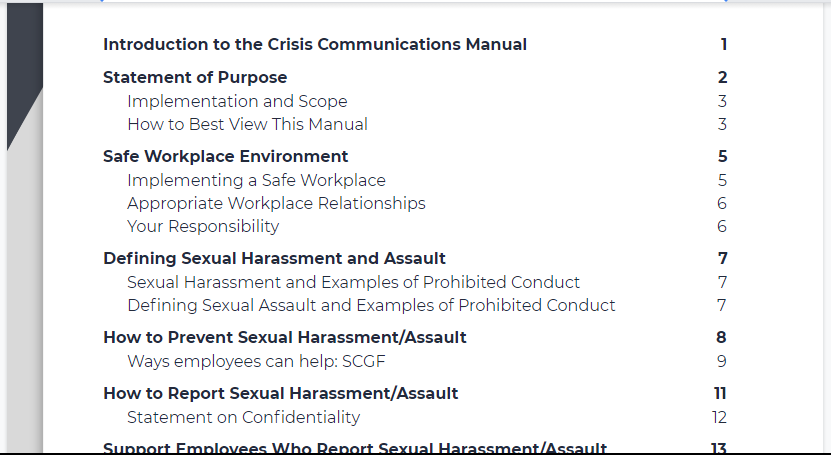 Introduction to the Crisis Communications Manual 1
Statement of Purpose 2
Implementation and Scope 3
How to Best View This Manual 3
Safe Workplace Environment 5
Implementing a Safe Workplace 5
Appropriate Workplace Relationships 6
Your Responsibility 6
Defining Sexual Harassment and Assault 7
Sexual Harassment and Examples of Prohibited Conduct 7
Defining Sexual Assault and Examples of Prohibited Conduct 7
How to Prevent Sexual Harassment/Assault 8
Ways employees can help: SCGF 9
How to Report Sexual Harassment/Assault 11
Statement on Confidentiality 12
Support Employees Who Report Sexual Harassment/Assault 13